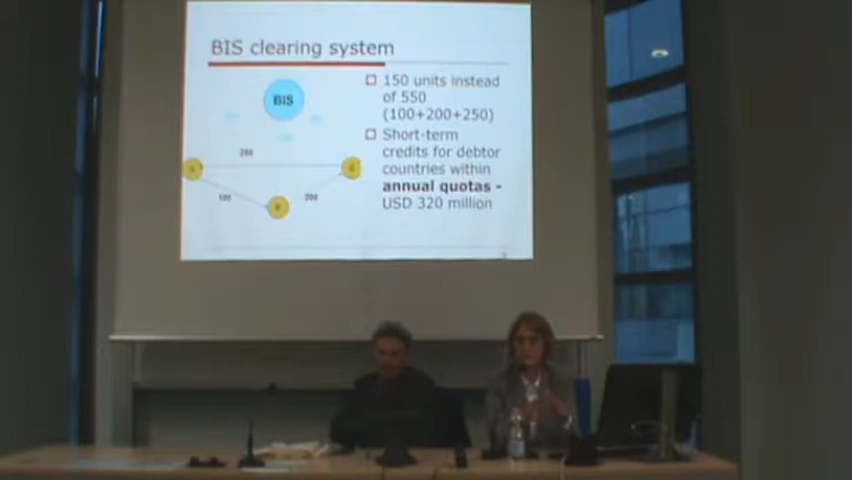 BIS clearing system
BIS
150 units instead
of 550
(100+200+250)
Short-term
credits for debtor
countries within
annual quotas -
USD 320 million
250
100
200